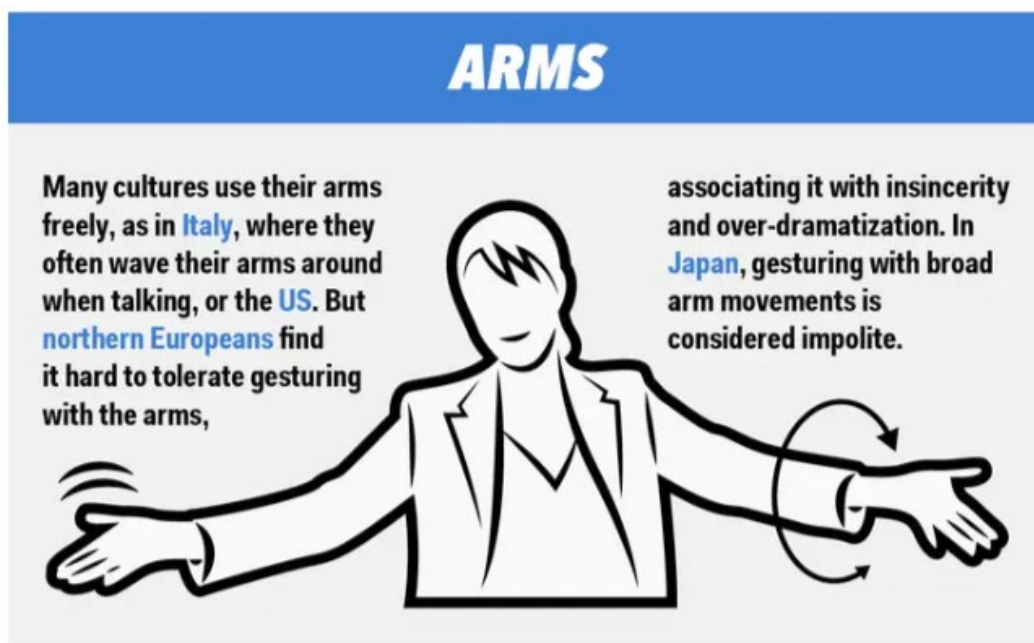 ARMS
Many cultures use their arms
freely, as in Italy, where they
often wave their arms around
when talking, or the US. But
northern Europeans find
it hard to tolerate gesturing
with the arms,
associating it with insincerity
and over-dramatization. In
Japan, gesturing with broad
arm movements is
considered impolite.